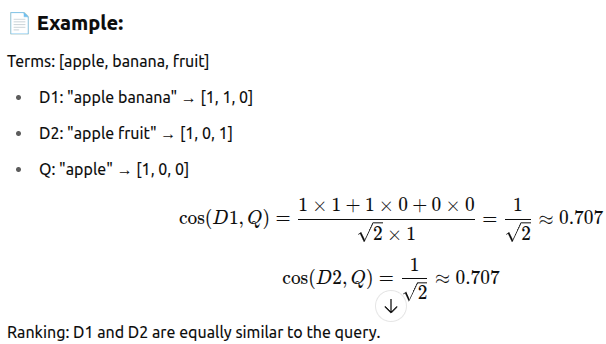 📄 Example:
Terms: [apple, banana, fruit]
• D1: "apple banana" → [1, 1, 0]
• D2: "apple fruit" → [1, 0, 1]
• Q: "apple" → [1, 0, 0]
cos(D1, Q) = (1 × 1 + 1 × 0 + 0 × 0) / (√2 × 1) = 1/√2 ≈ 0.707
cos(D2, Q) = 1/√2 ≈ 0.707
Ranking: D1 and D2 are equally similar to the query.